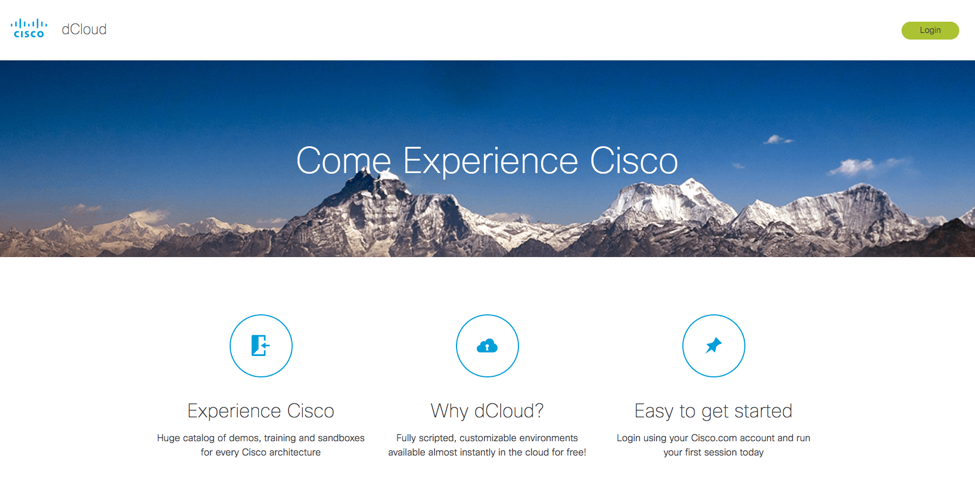 CISCO dCloud
Login
Come Experience Cisco
Experience Cisco
Huge catalog of demos, training and sandboxes
for every Cisco architecture
Why dCloud?
Fully scripted, customizable environments
available almost instantly in the cloud for free!
Easy to get started
Login using your Cisco.com account and run
your first session today